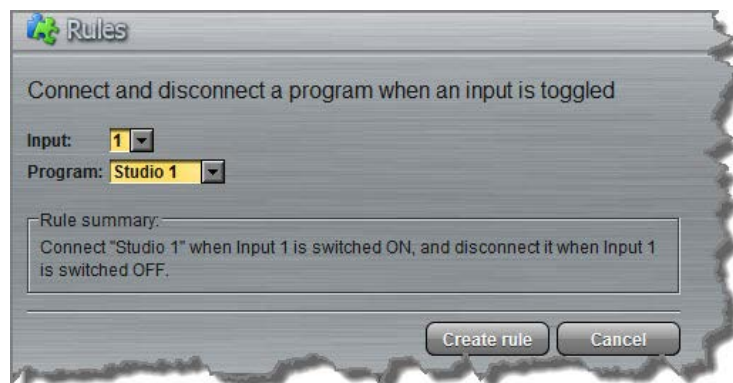 Rules
Connect and disconnect a program when an input is toggled
Input: 1
Program: Studio 1
Rule summary:
Connect "Studio 1" when Input 1 is switched ON, and disconnect it when Input 1
is switched OFF.
Create rule Cancel